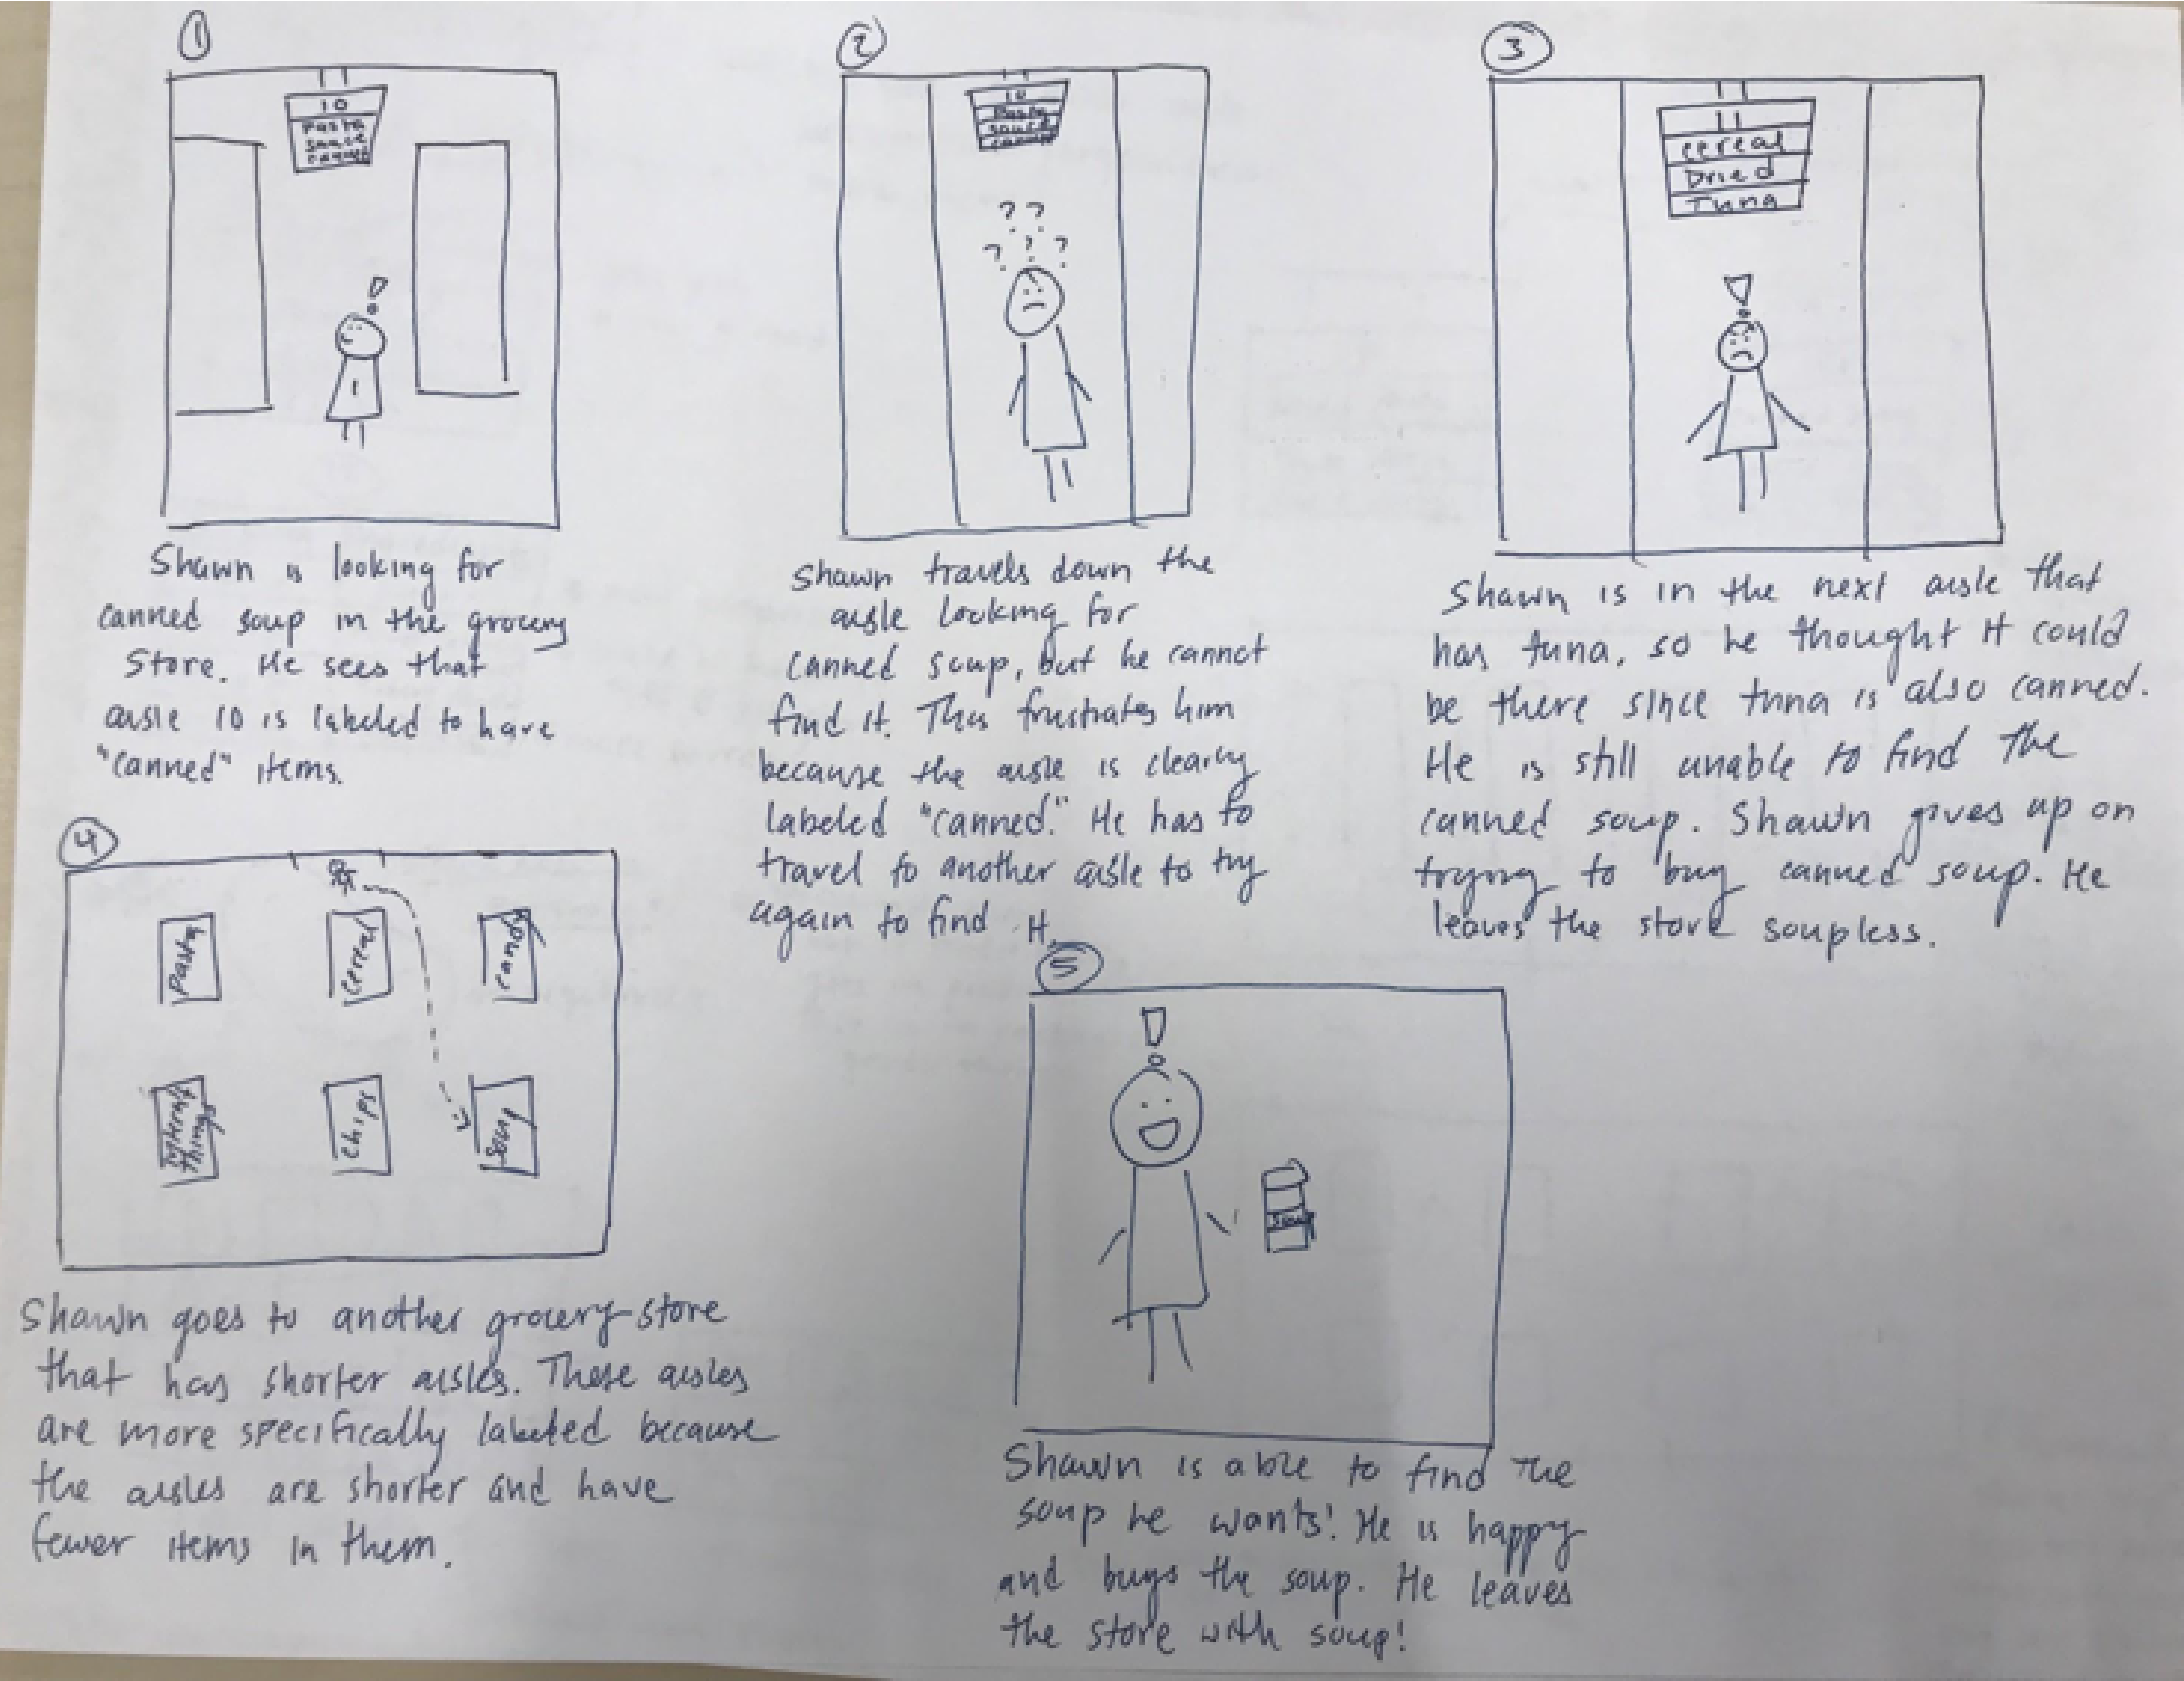 1
10
Pasta
sauce
canned
Shawn is looking for
canned soup in the grocery
store. He sees that
aisle 10 is labeled to have
"canned" items.
2
10
Pasta
sauce
canned
??
? ? ?
Shawn travels down the
aisle looking for
canned soup, but he cannot
find it. This frustrates him
because the aisle is clearly
labeled "canned." He has to
travel to another aisle to try
again to find it.
3
11
cereal
Dried
Tuna
Shawn is in the next aisle that
has tuna, so he thought it could
be there since tuna is also canned.
He is still unable to find the
canned soup. Shawn gives up on
trying to buy canned soup. He
leaves the store soupless.
4
Pasta
cereal
candy
things
chips
soup
Shawn goes to another grocery store
that has shorter aisles. These aisles
are more specifically labeled because
the aisles are shorter and have
fewer items in them.
5
soup
Shawn is able to find the
soup he wants! He is happy
and buys the soup. He leaves
the store with soup!